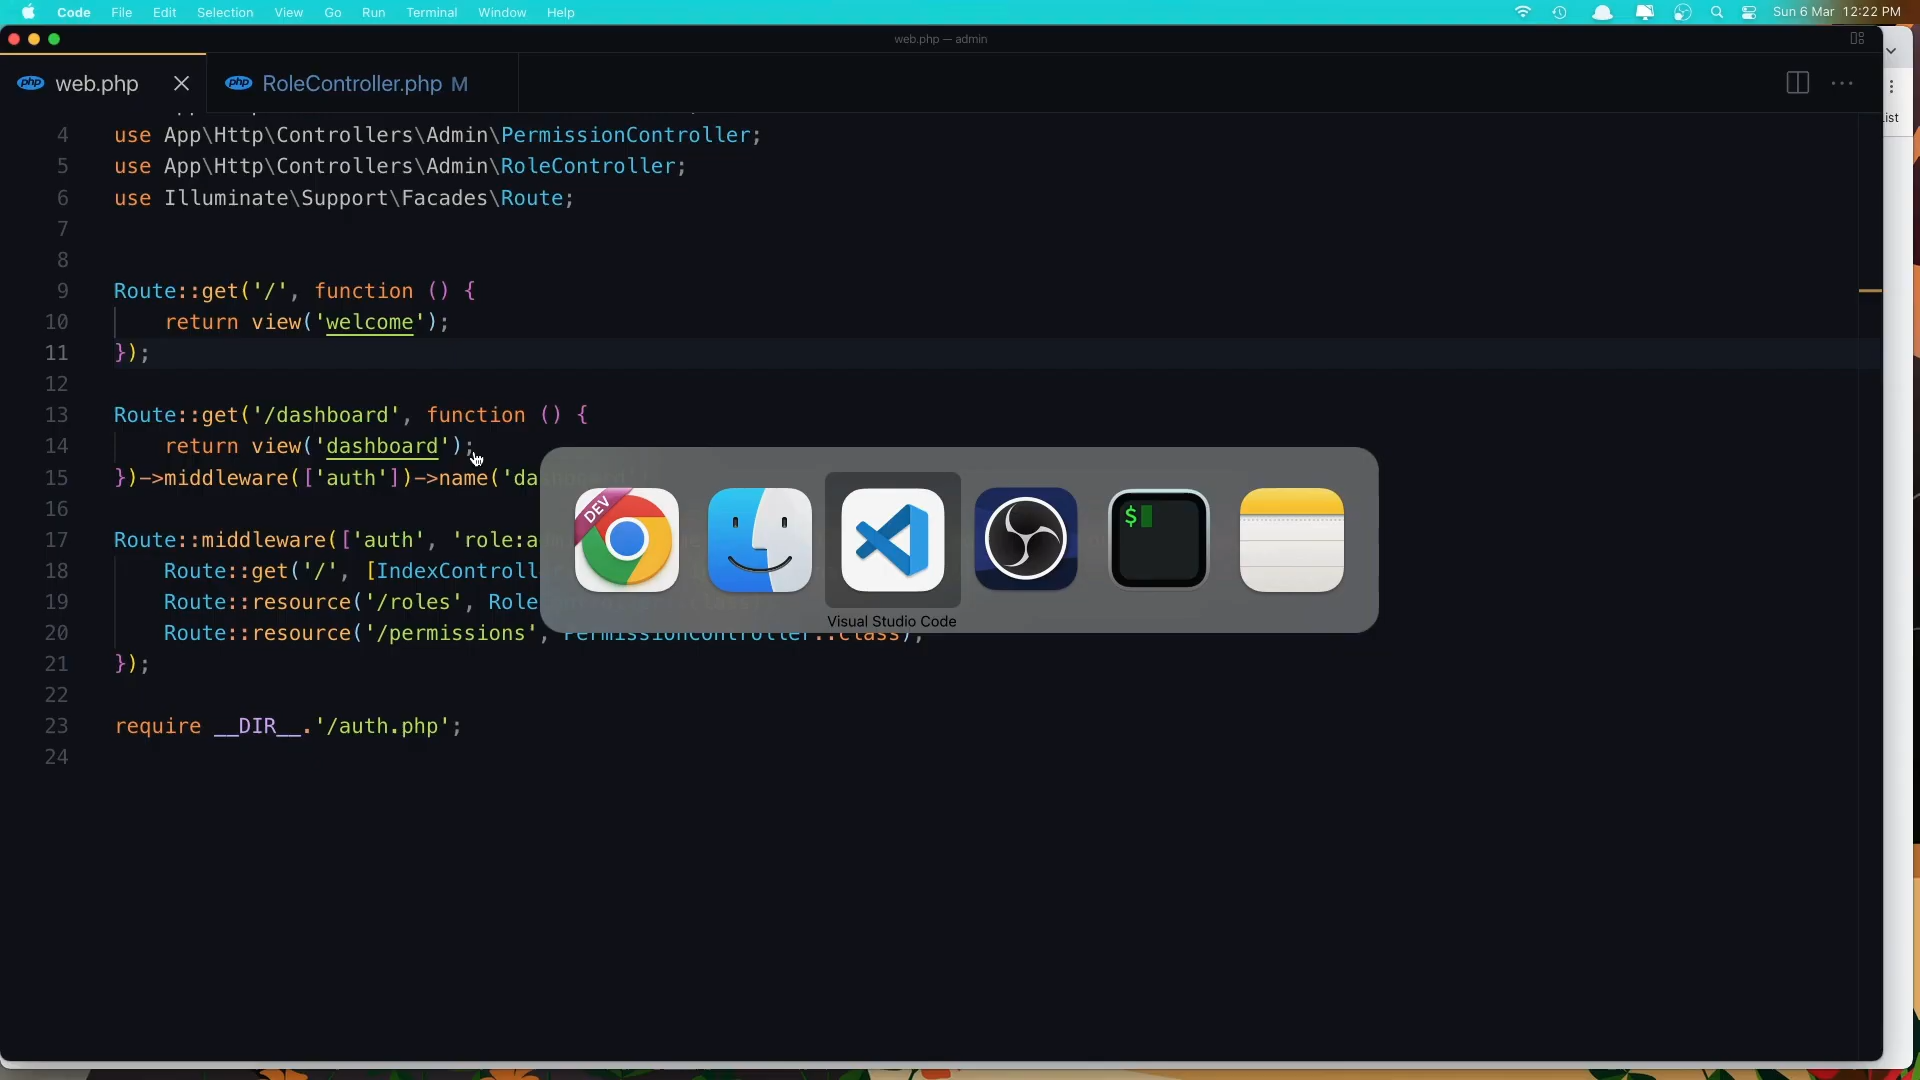 Code File Edit Selection View Go Run Terminal Window Help Sun 6 Mar 12:22 PM
web.php — admin
php web.php php RoleController.php M
ist
4 use App\Http\Controllers\Admin\PermissionController;
5 use App\Http\Controllers\Admin\RoleController;
6 use Illuminate\Support\Facades\Route;
7
8
9 Route::get('/', function () {
10 return view('welcome');
11 });
12
13 Route::get('/dashboard', function () {
14 return view('dashboard');
15 })->middleware(['auth'])->name('da
16
17 Route::middleware(['auth', 'role:a
18 Route::get('/', [IndexControll
19 Route::resource('/roles', Role
20 Route::resource('/permissions', PermissionController::class);
21 });
22
23 require __DIR__.'/auth.php';
24
DEV
$
Visual Studio Code